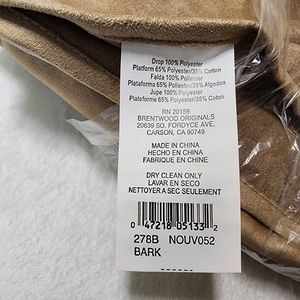 Drop 100% Polyester
Platform 65% Polyester/35% Cotton
Falda 100% Poliester
Plataforma 65% Poliester/35% Algodon
Jupe 100% Polyester
Plateforme 65% Polyester/35% Coton
RN 20159
BRENTWOOD ORIGINALS
20639 SO. FORDYCE AVE.
CARSON, CA 90749
MADE IN CHINA
HECHO EN CHINA
FABRIQUE EN CHINE
DRY CLEAN ONLY
LAVAR EN SECO
NETTOYER A SEC SEULEMENT
0 47218 05133 2
278B NOUV052
BARK